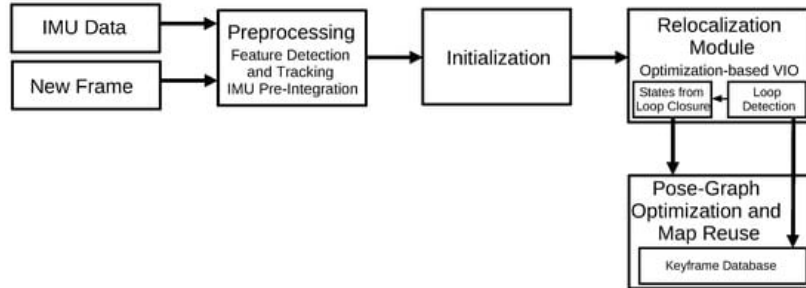 IMU Data
New Frame
Preprocessing
Feature Detection
and Tracking
IMU Pre-Integration
Initialization
Relocalization
Module
Optimization-based VIO
States from
Loop Closure
Loop
Detection
Pose-Graph
Optimization and
Map Reuse
Keyframe Database